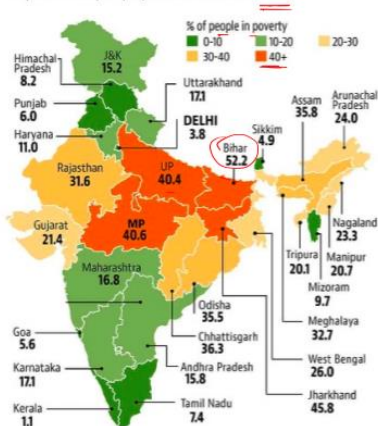 % of people in poverty
0-10
10-20
20-30
30-40
40+
J&K
15.2
Himachal
Pradesh
8.2
Uttarakhand
17.1
Punjab
6.0
DELHI
3.8
Haryana
11.0
Sikkim
4.9
Assam
35.8
Arunachal
Pradesh
24.0
Bihar
52.2
UP
40.4
Rajasthan
31.6
Gujarat
21.4
MP
40.6
Nagaland
23.3
Tripura
20.1
Manipur
20.7
Mizoram
9.7
Maharashtra
16.8
Odisha
35.5
Meghalaya
32.7
Goa
5.6
Chhattisgarh
36.3
West Bengal
26.0
Karnataka
17.1
Andhra Pradesh
15.8
Jharkhand
45.8
Kerala
1.1
Tamil Nadu
7.4